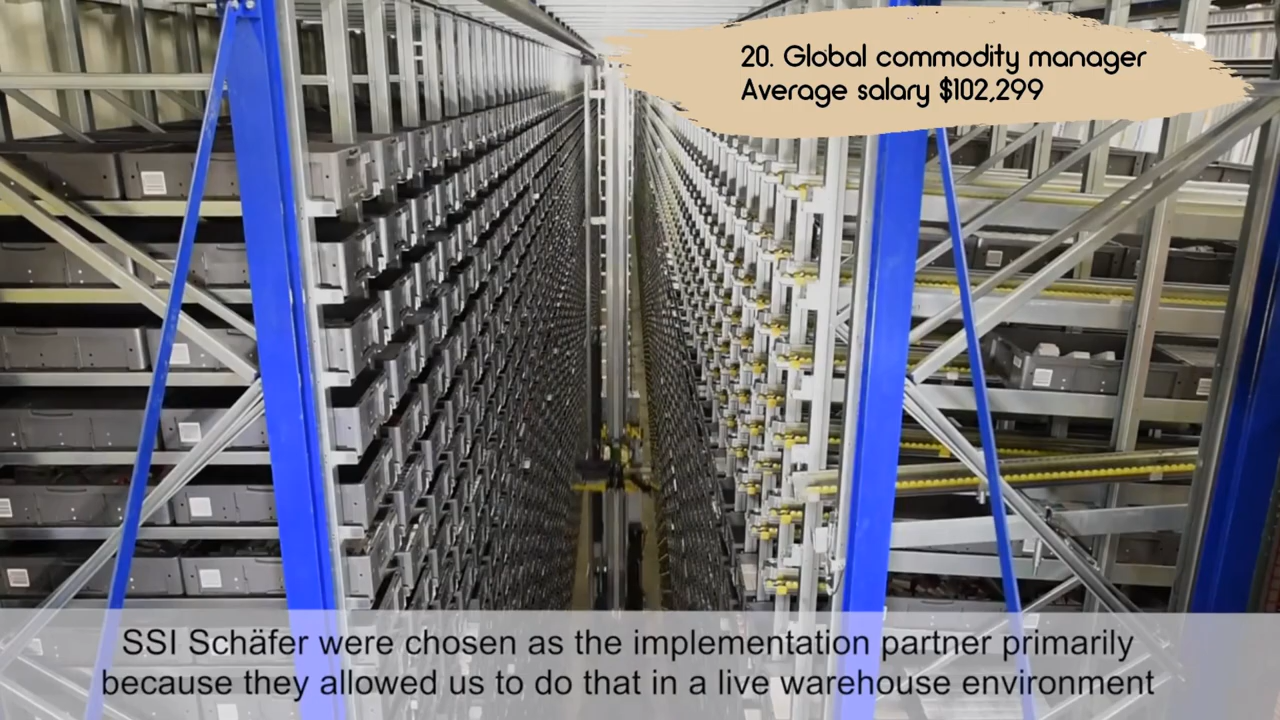 20. Global commodity manager
Average salary $102,299
SSI Schäfer were chosen as the implementation partner primarily
because they allowed us to do that in a live warehouse environment